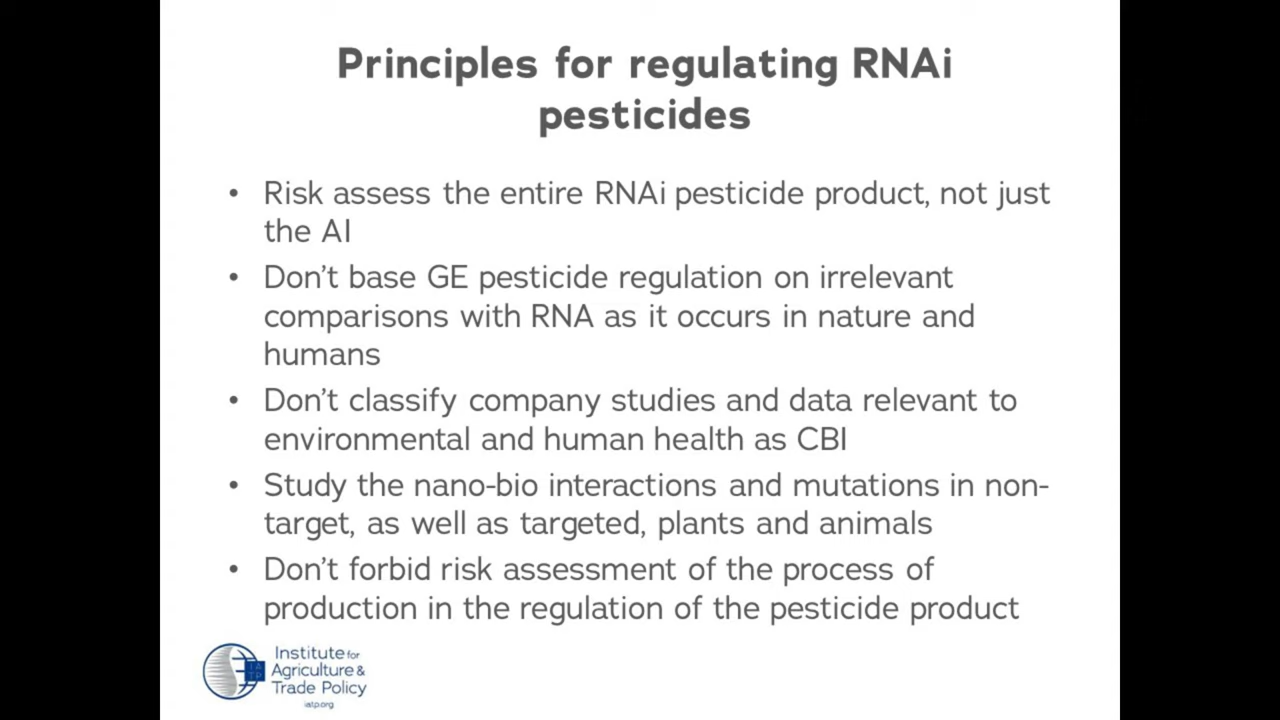 Principles for regulating RNAi
pesticides
• Risk assess the entire RNAi pesticide product, not just
the AI
• Don't base GE pesticide regulation on irrelevant
comparisons with RNA as it occurs in nature and
humans
• Don't classify company studies and data relevant to
environmental and human health as CBI
• Study the nano-bio interactions and mutations in non-
target, as well as targeted, plants and animals
• Don't forbid risk assessment of the process of
production in the regulation of the pesticide product
Institute for
Agriculture &
Trade Policy
iatp.org